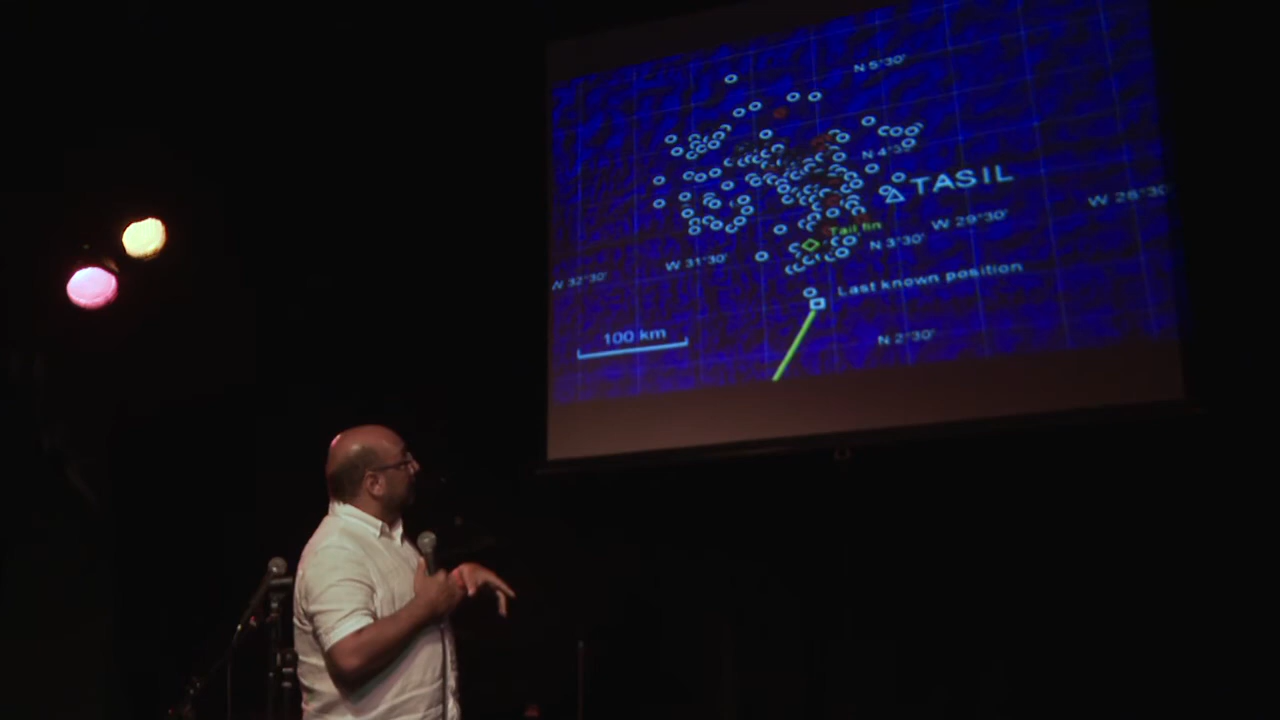 N 5°30'
N 4°30'
TASIL
W 28°30'
W 29°30'
Tail fin
N 3°30'
W 31°30'
W 32°30'
Last known position
100 km
N 2°30'